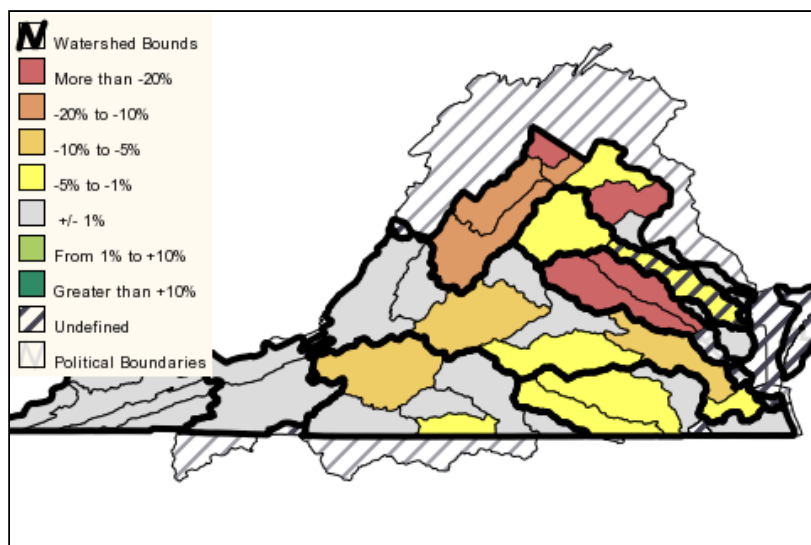 Watershed Bounds
More than -20%
-20% to -10%
-10% to -5%
-5% to -1%
+/- 1%
From 1% to +10%
Greater than +10%
Undefined
Political Boundaries